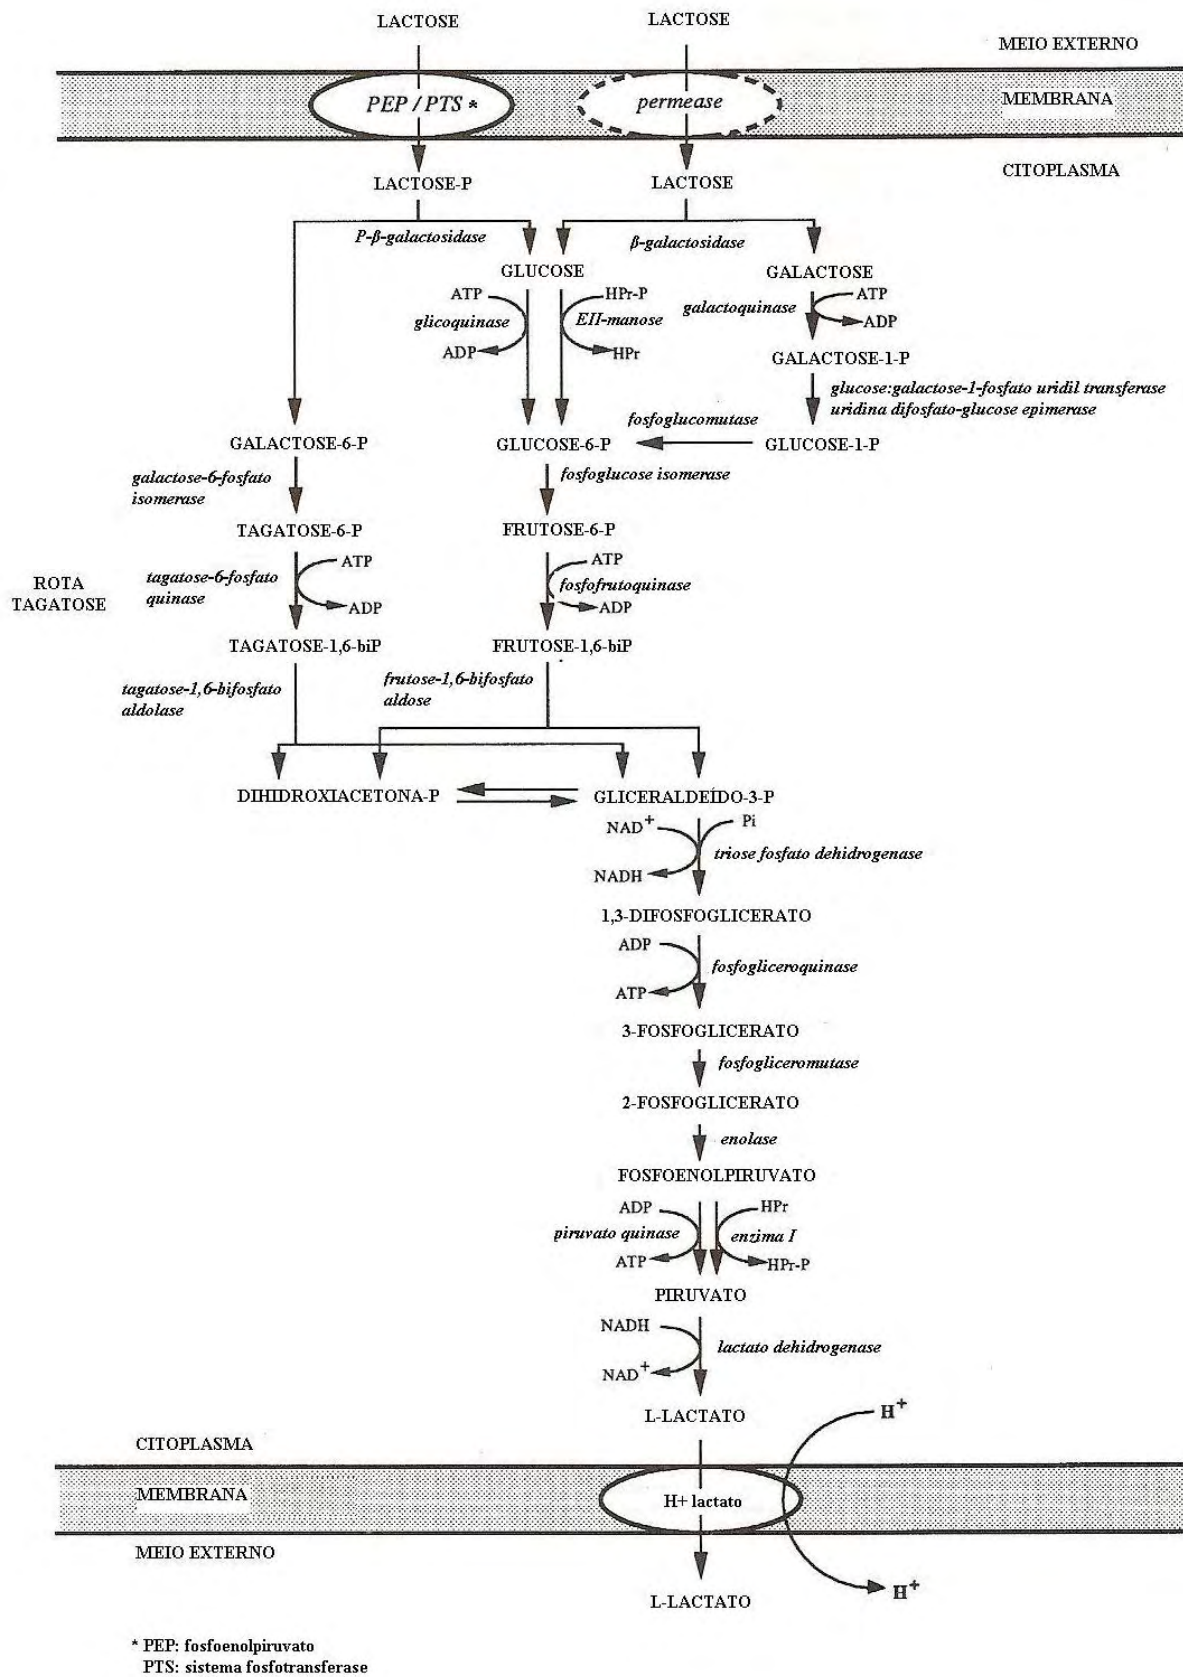 LACTOSE
LACTOSE
MEIO EXTERNO
PEP / PTS *
permease
MEMBRANA
CITOPLASMA
LACTOSE-P
LACTOSE
P-β-galactosidase
β-galactosidase
GLUCOSE
GALACTOSE
ATP
HPr-P
ATP
glicoquinase
EII-manose
galactoquinase
ADP
HPr
ADP
GALACTOSE-1-P
glucose:galactose-1-fosfato uridil transferase
uridina difosfato-glucose epimerase
fosfoglucomutase
GALACTOSE-6-P
GLUCOSE-6-P
GLUCOSE-1-P
galactose-6-fosfato
isomerase
fosfoglucose isomerase
TAGATOSE-6-P
FRUTOSE-6-P
ATP
ATP
ROTA
TAGATOSE
tagatose-6-fosfato
quinase
fosfofrutoquinase
ADP
ADP
TAGATOSE-1,6-biP
FRUTOSE-1,6-biP
tagatose-1,6-bifosfato
aldolase
frutose-1,6-bifosfato
aldose
DIHIDROXIACETONA-P
GLICERALDEÍDO-3-P
NAD+
Pi
triose fosfato dehidrogenase
NADH
1,3-DIFOSFOGLICERATO
ADP
fosfogliceroquinase
ATP
3-FOSFOGLICERATO
fosfogliceromutase
2-FOSFOGLICERATO
enolase
FOSFOENOLPIRUVATO
ADP
HPr
piruvato quinase
enzima I
ATP
HPr-P
PIRUVATO
NADH
lactato dehidrogenase
NAD+
L-LACTATO
H+
CITOPLASMA
MEMBRANA
H+ lactato
MEIO EXTERNO
H+
L-LACTATO
* PEP: fosfoenolpiruvato
PTS: sistema fosfotransferase